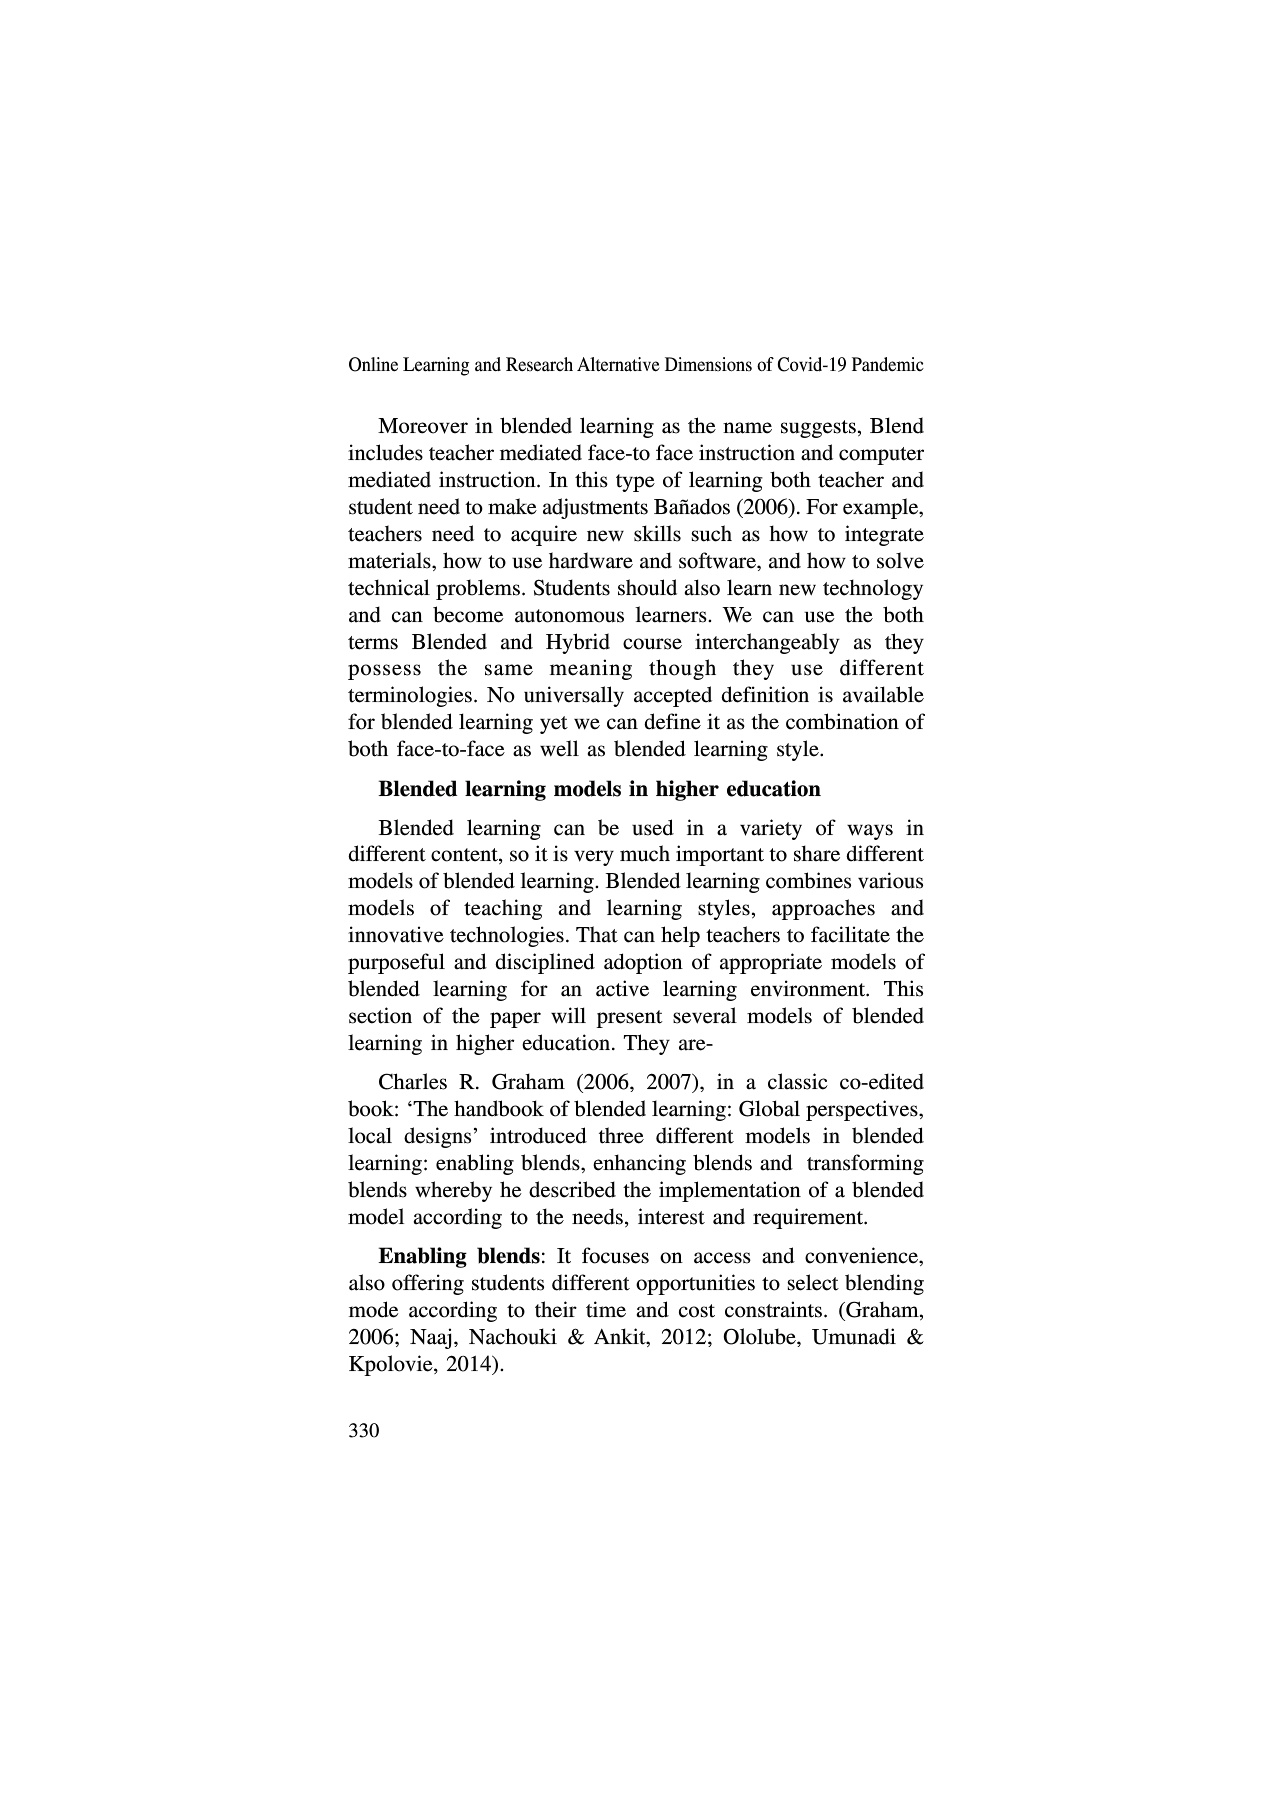 Online Learning and Research Alternative Dimensions of Covid-19 Pandemic
Moreover in blended learning as the name suggests, Blend
includes teacher mediated face-to face instruction and computer
mediated instruction. In this type of learning both teacher and
student need to make adjustments Bañados (2006). For example,
teachers need to acquire new skills such as how to integrate
materials, how to use hardware and software, and how to solve
technical problems. Students should also learn new technology
and can become autonomous learners. We can use the both
terms Blended and Hybrid course interchangeably as they
possess the same meaning though they use different
terminologies. No universally accepted definition is available
for blended learning yet we can define it as the combination of
both face-to-face as well as blended learning style.
Blended learning models in higher education
Blended learning can be used in a variety of ways in
different content, so it is very much important to share different
models of blended learning. Blended learning combines various
models of teaching and learning styles, approaches and
innovative technologies. That can help teachers to facilitate the
purposeful and disciplined adoption of appropriate models of
blended learning for an active learning environment. This
section of the paper will present several models of blended
learning in higher education. They are-
Charles R. Graham (2006, 2007), in a classic co-edited
book: ‘The handbook of blended learning: Global perspectives,
local designs’ introduced three different models in blended
learning: enabling blends, enhancing blends and transforming
blends whereby he described the implementation of a blended
model according to the needs, interest and requirement.
Enabling blends: It focuses on access and convenience,
also offering students different opportunities to select blending
mode according to their time and cost constraints. (Graham,
2006; Naaj, Nachouki & Ankit, 2012; Ololube, Umunadi &
Kpolovie, 2014).
330